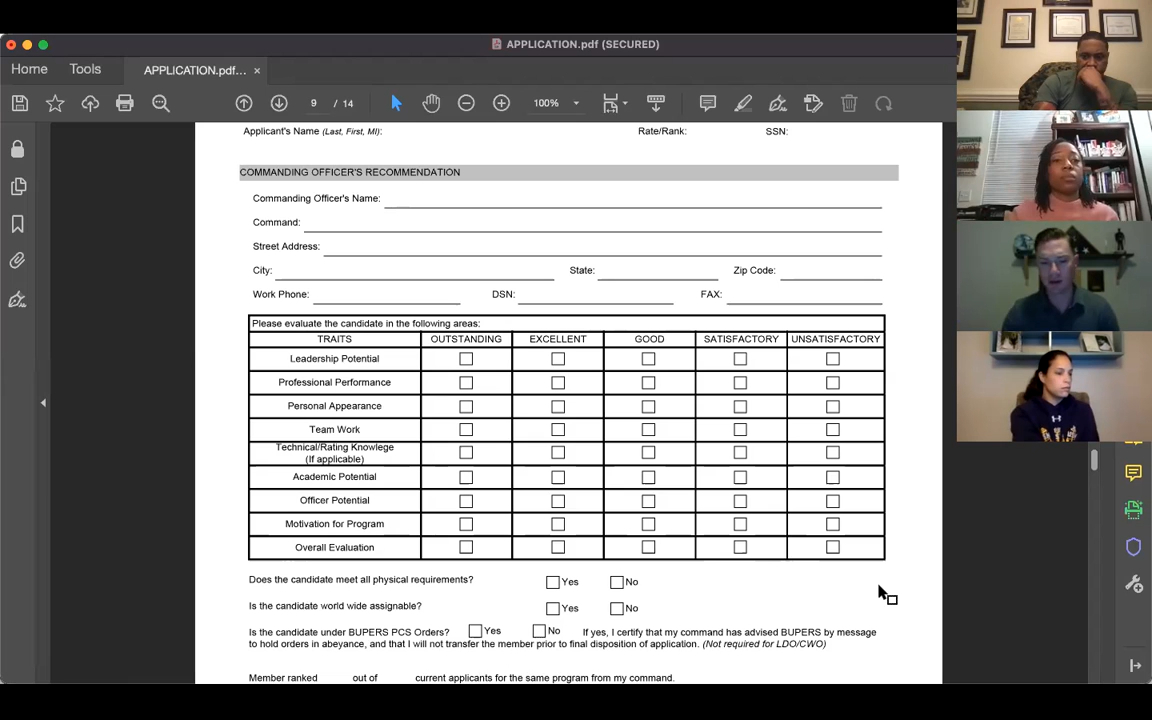 APPLICATION.pdf (SECURED)
Home Tools APPLICATION.pdf... ×
9 / 14 100%
Applicant's Name (Last, First, MI): Rate/Rank: SSN:
COMMANDING OFFICER'S RECOMMENDATION
Commanding Officer's Name:
Command:
Street Address:
City: State: Zip Code:
Work Phone: DSN: FAX:
Please evaluate the candidate in the following areas:
TRAITS OUTSTANDING EXCELLENT GOOD SATISFACTORY UNSATISFACTORY
Leadership Potential
Professional Performance
Personal Appearance
Team Work
Technical/Rating Knowlege
(If applicable)
Academic Potential
Officer Potential
Motivation for Program
Overall Evaluation
Does the candidate meet all physical requirements? Yes No
Is the candidate world wide assignable? Yes No
Is the candidate under BUPERS PCS Orders? Yes No If yes, I certify that my command has advised BUPERS by message
to hold orders in abeyance, and that I will not transfer the member prior to final disposition of application. (Not required for LDO/CWO)
Member ranked out of current applicants for the same program from my command.